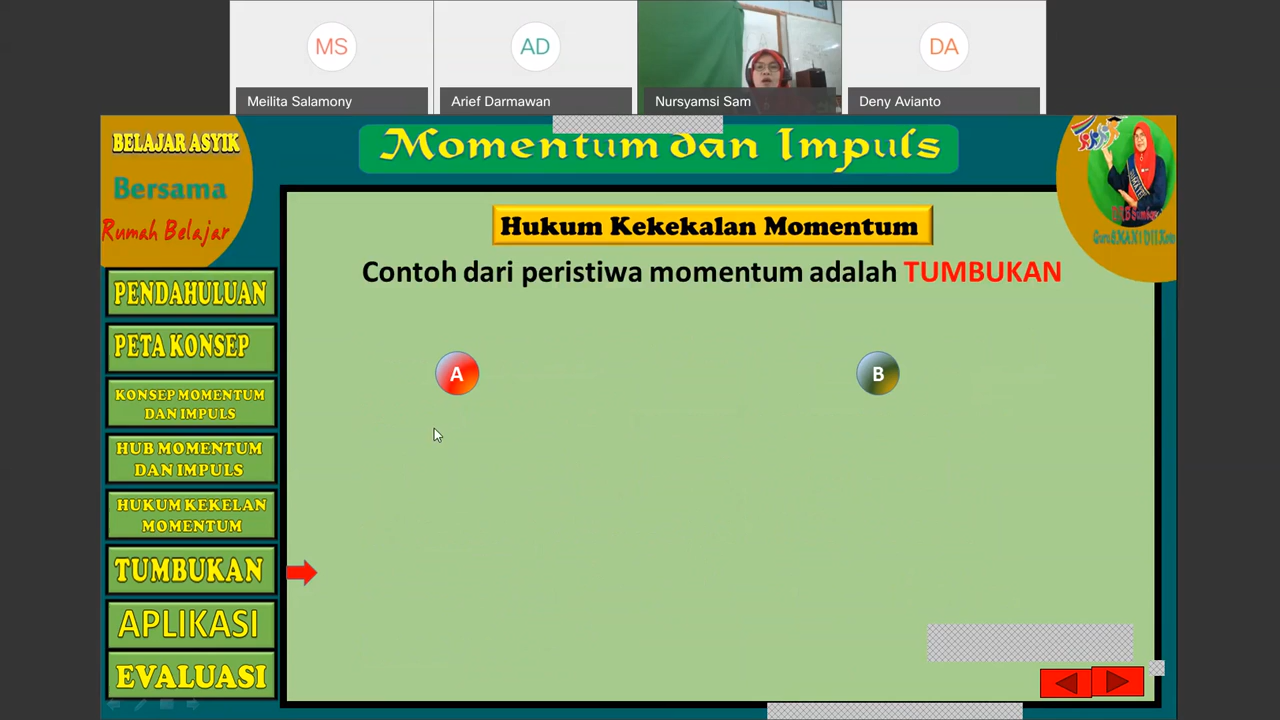 MS
AD
DA
Meilita Salamony
Arief Darmawan
Nursyamsi Sam
Deny Avianto
BELAJAR ASYIK
Bersama
Rumah Belajar
Momentum dan Impuls
Hukum Kekekalan Momentum
Contoh dari peristiwa momentum adalah TUMBUKAN
A
B
PENDAHULUAN
PETA KONSEP
KONSEP MOMENTUM
DAN IMPULS
HUB MOMENTUM
DAN IMPULS
HUKUM KEKELAN
MOMENTUM
TUMBUKAN
APLIKASI
EVALUASI